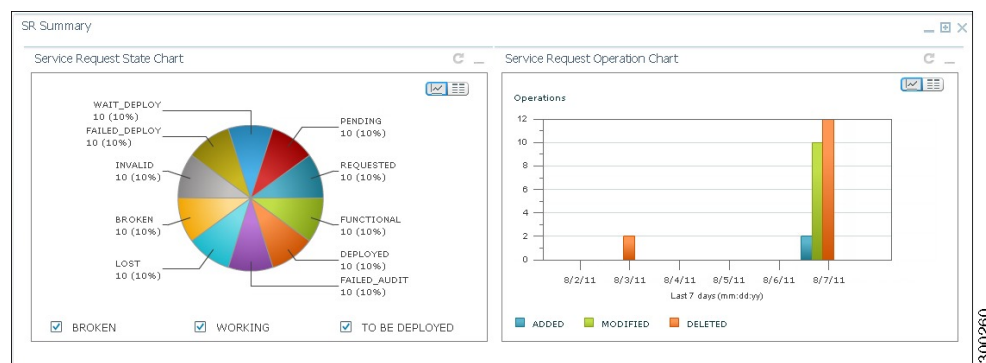 SR Summary
Service Request State Chart
WAIT_DEPLOY
10 (10%)
FAILED_DEPLOY
10 (10%)
INVALID
10 (10%)
BROKEN
10 (10%)
LOST
10 (10%)
PENDING
10 (10%)
REQUESTED
10 (10%)
FUNCTIONAL
10 (10%)
DEPLOYED
10 (10%)
FAILED_AUDIT
10 (10%)
BROKEN
WORKING
TO BE DEPLOYED
Service Request Operation Chart
Operations
12
10
8
6
4
2
0
8/2/11 8/3/11 8/4/11 8/5/11 8/6/11 8/7/11
Last 7 days (mm:dd:yy)
ADDED MODIFIED DELETED
300260